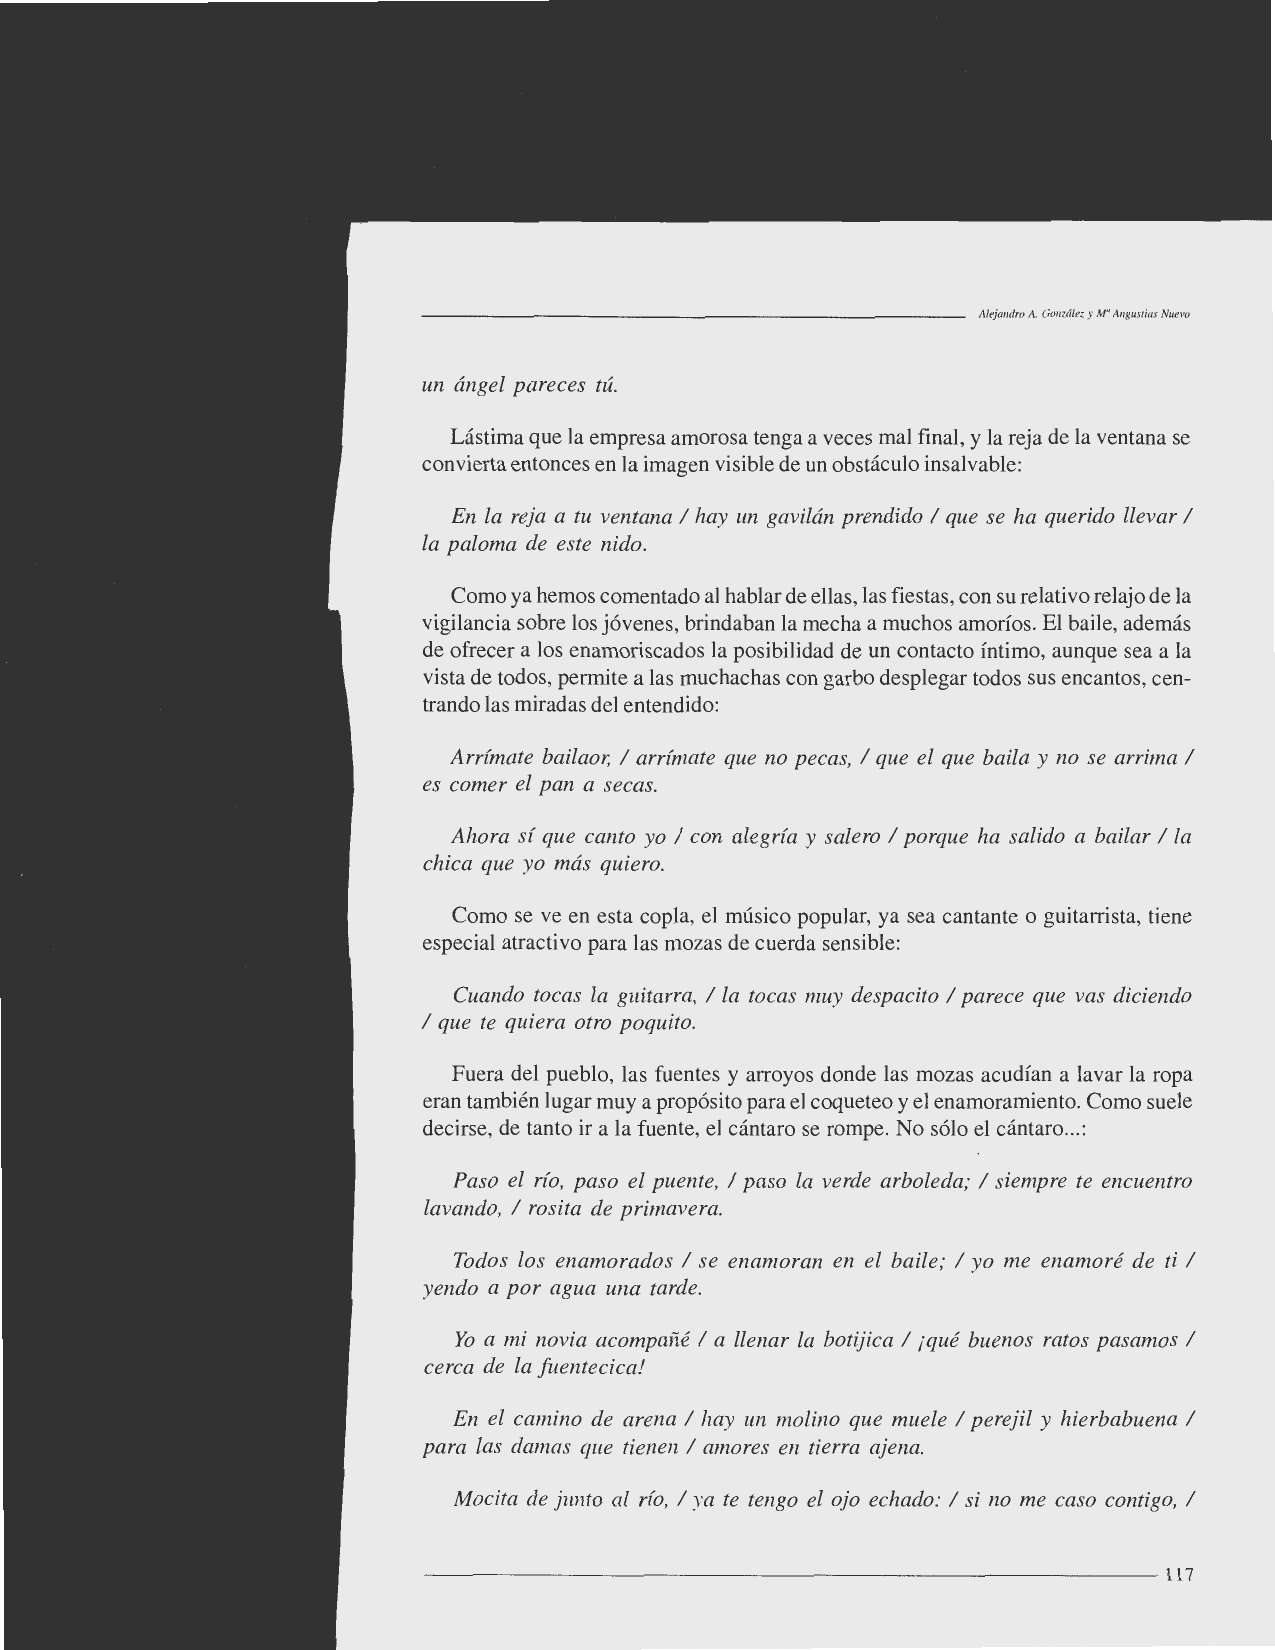 Alejandro A. González y Mª Angustias Nuevo
un ángel pareces tú.
Lástima que la empresa amorosa tenga a veces mal final, y la reja de la ventana se
convierta entonces en la imagen visible de un obstáculo insalvable:
En la reja a tu ventana / hay un gavilán prendido / que se ha querido llevar /
la paloma de este nido.
Como ya hemos comentado al hablar de ellas, las fiestas, con su relativo relajo de la
vigilancia sobre los jóvenes, brindaban la mecha a muchos amoríos. El baile, además
de ofrecer a los enamoriscados la posibilidad de un contacto íntimo, aunque sea a la
vista de todos, permite a las muchachas con garbo desplegar todos sus encantos, cen-
trando las miradas del entendido:
Arrímate bailaor, / arrímate que no pecas, / que el que baila y no se arrima /
es comer el pan a secas.
Ahora sí que canto yo / con alegría y salero / porque ha salido a bailar / la
chica que yo más quiero.
Como se ve en esta copla, el músico popular, ya sea cantante o guitarrista, tiene
especial atractivo para las mozas de cuerda sensible:
Cuando tocas la guitarra, / la tocas muy despacito / parece que vas diciendo
/ que te quiera otro poquito.
Fuera del pueblo, las fuentes y arroyos donde las mozas acudían a lavar la ropa
eran también lugar muy a propósito para el coqueteo y el enamoramiento. Como suele
decirse, de tanto ir a la fuente, el cántaro se rompe. No sólo el cántaro...:
Paso el río, paso el puente, / paso la verde arboleda; / siempre te encuentro
lavando, / rosita de primavera.
Todos los enamorados / se enamoran en el baile; / yo me enamoré de ti /
yendo a por agua una tarde.
Yo a mi novia acompañé / a llenar la botijica / ¡qué buenos ratos pasamos /
cerca de la fuentecica!
En el camino de arena / hay un molino que muele / perejil y hierbabuena /
para las damas que tienen / amores en tierra ajena.
Mocita de junto al río, / ya te tengo el ojo echado: / si no me caso contigo, /
117